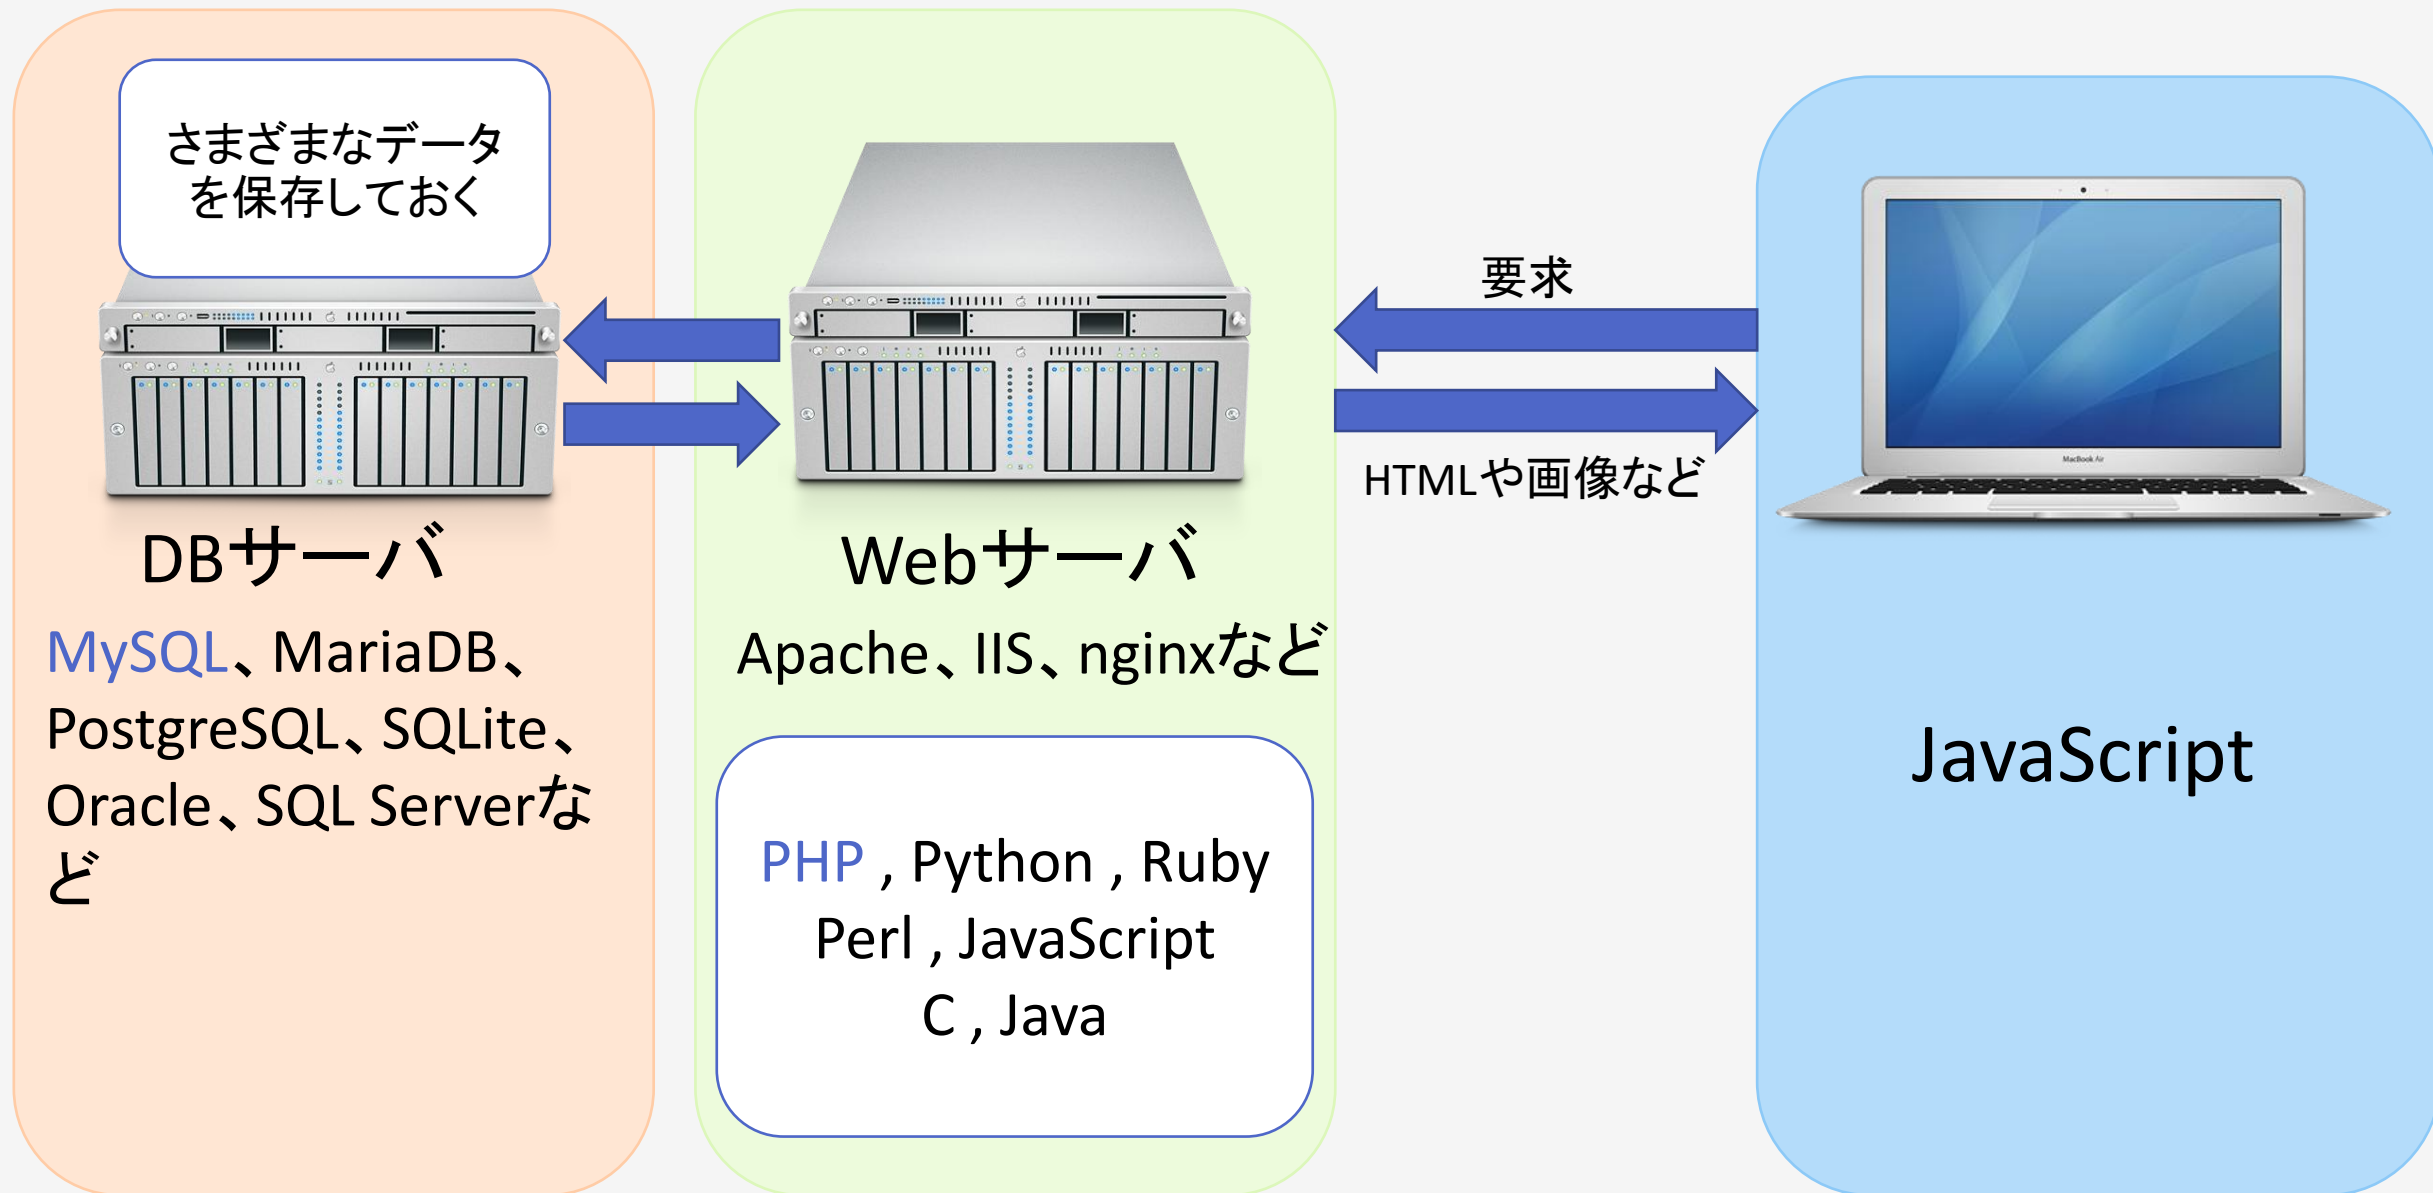 さまざまなデータ
を保存しておく
DBサーバ
MySQL、MariaDB、
PostgreSQL、SQLite、
Oracle、SQL Serverな
ど
Webサーバ
Apache、IIS、nginxなど
PHP , Python , Ruby
Perl , JavaScript
C , Java
要求
HTMLや画像など
MacBook Air
JavaScript